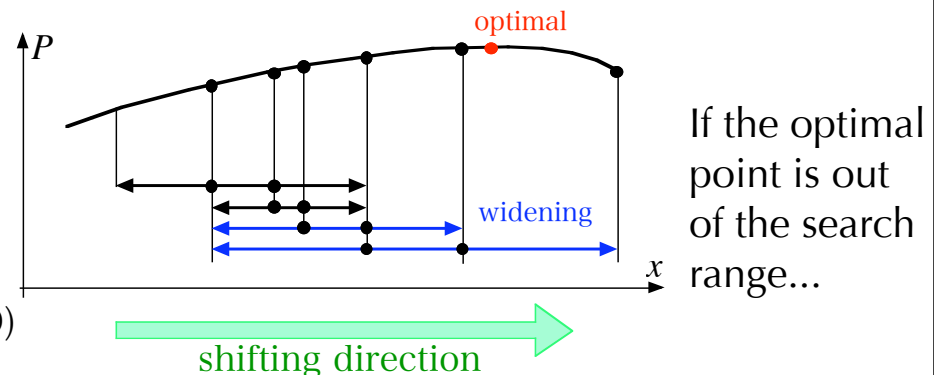 optimal
P
If the optimal
point is out
of the search
range...
widening
x
)
shifting direction